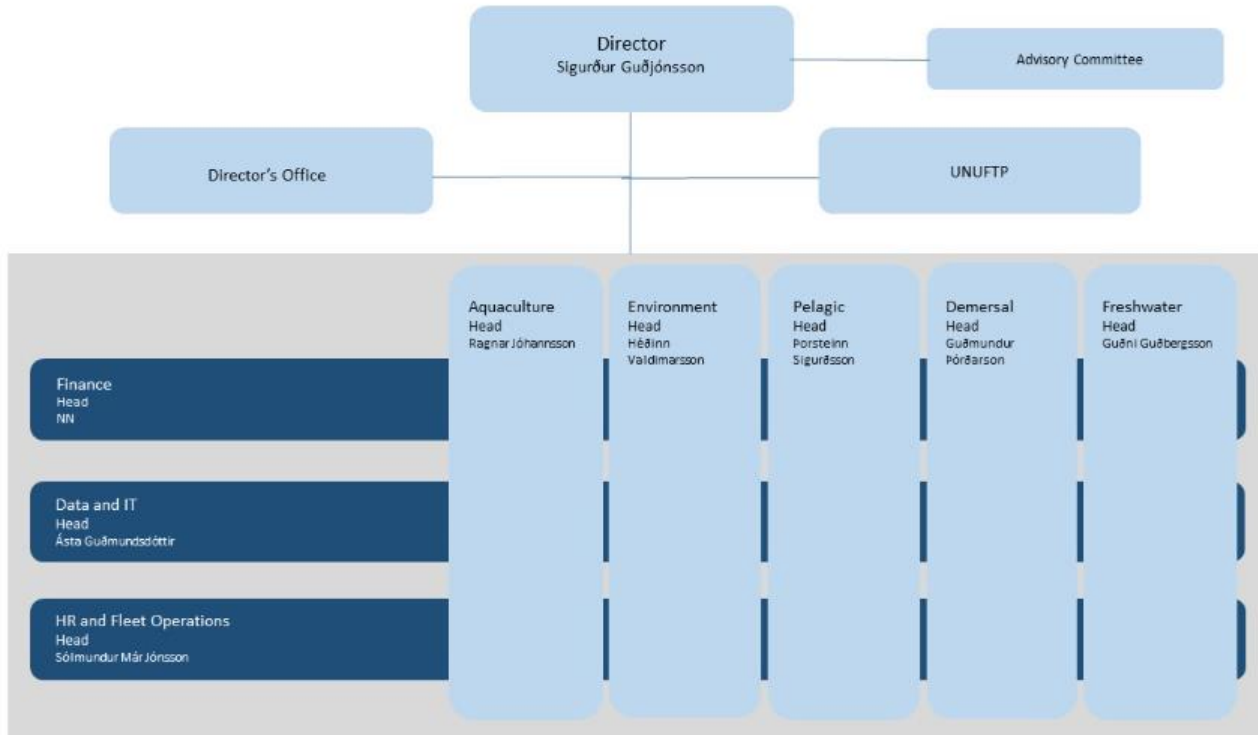 Director
Sigurður Guðjónsson
Advisory Committee
Director's Office
UNUFTP
Aquaculture
Head
Ragnar Jóhannsson
Environment
Head
Héðinn
Valdimarsson
Pelagic
Head
Þorsteinn
Sigurðsson
Demersal
Head
Guðmundur
Þórðarson
Freshwater
Head
Guðni Guðbergsson
Finance
Head
NN
Data and IT
Head
Ásta Guðmundsdóttir
HR and Fleet Operations
Head
Sólmundur Már Jónsson